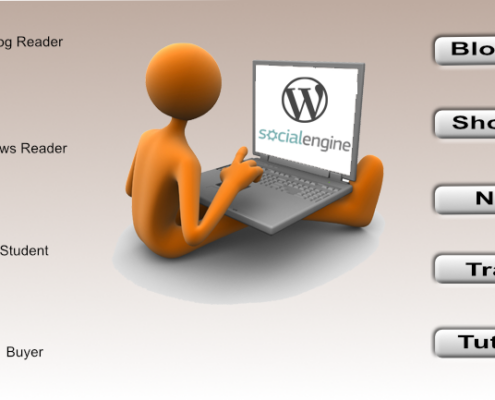 og Reader
Blo
W
socialengine
Sho
ws Reader
N
Student
Tra
Tut
Buyer